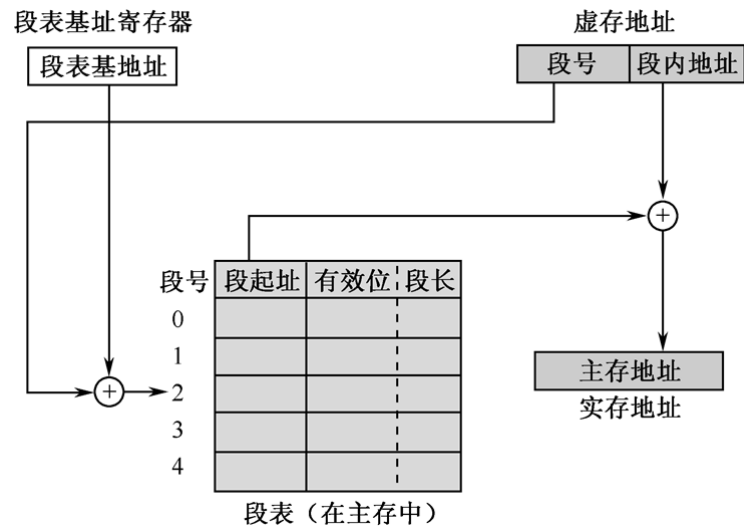 段表基址寄存器
虚存地址
段表基地址
段号 段内地址
+
段号 段起址 有效位 段长
0
1
+ 2
3
4
主存地址
实存地址
段表（在主存中）